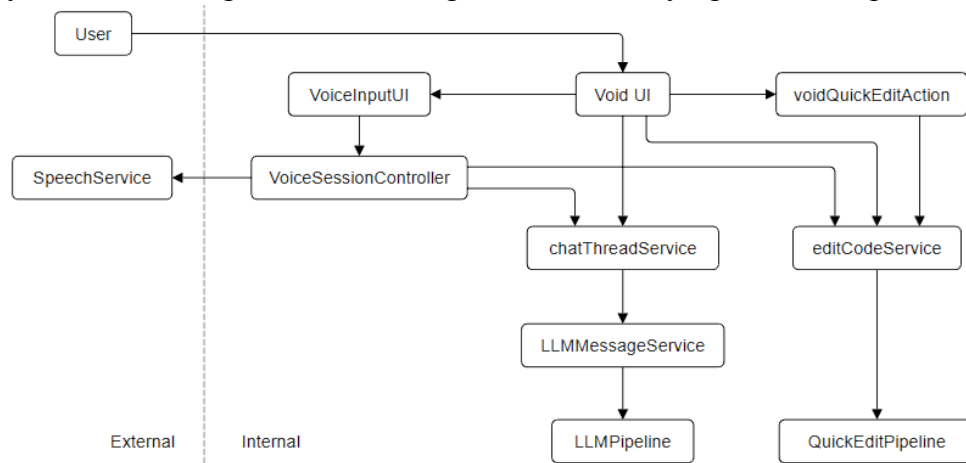 User
VoiceInputUI
Void UI
voidQuickEditAction
SpeechService
VoiceSessionController
chatThreadService
editCodeService
LLMMessageService
External
Internal
LLMPipeline
QuickEditPipeline